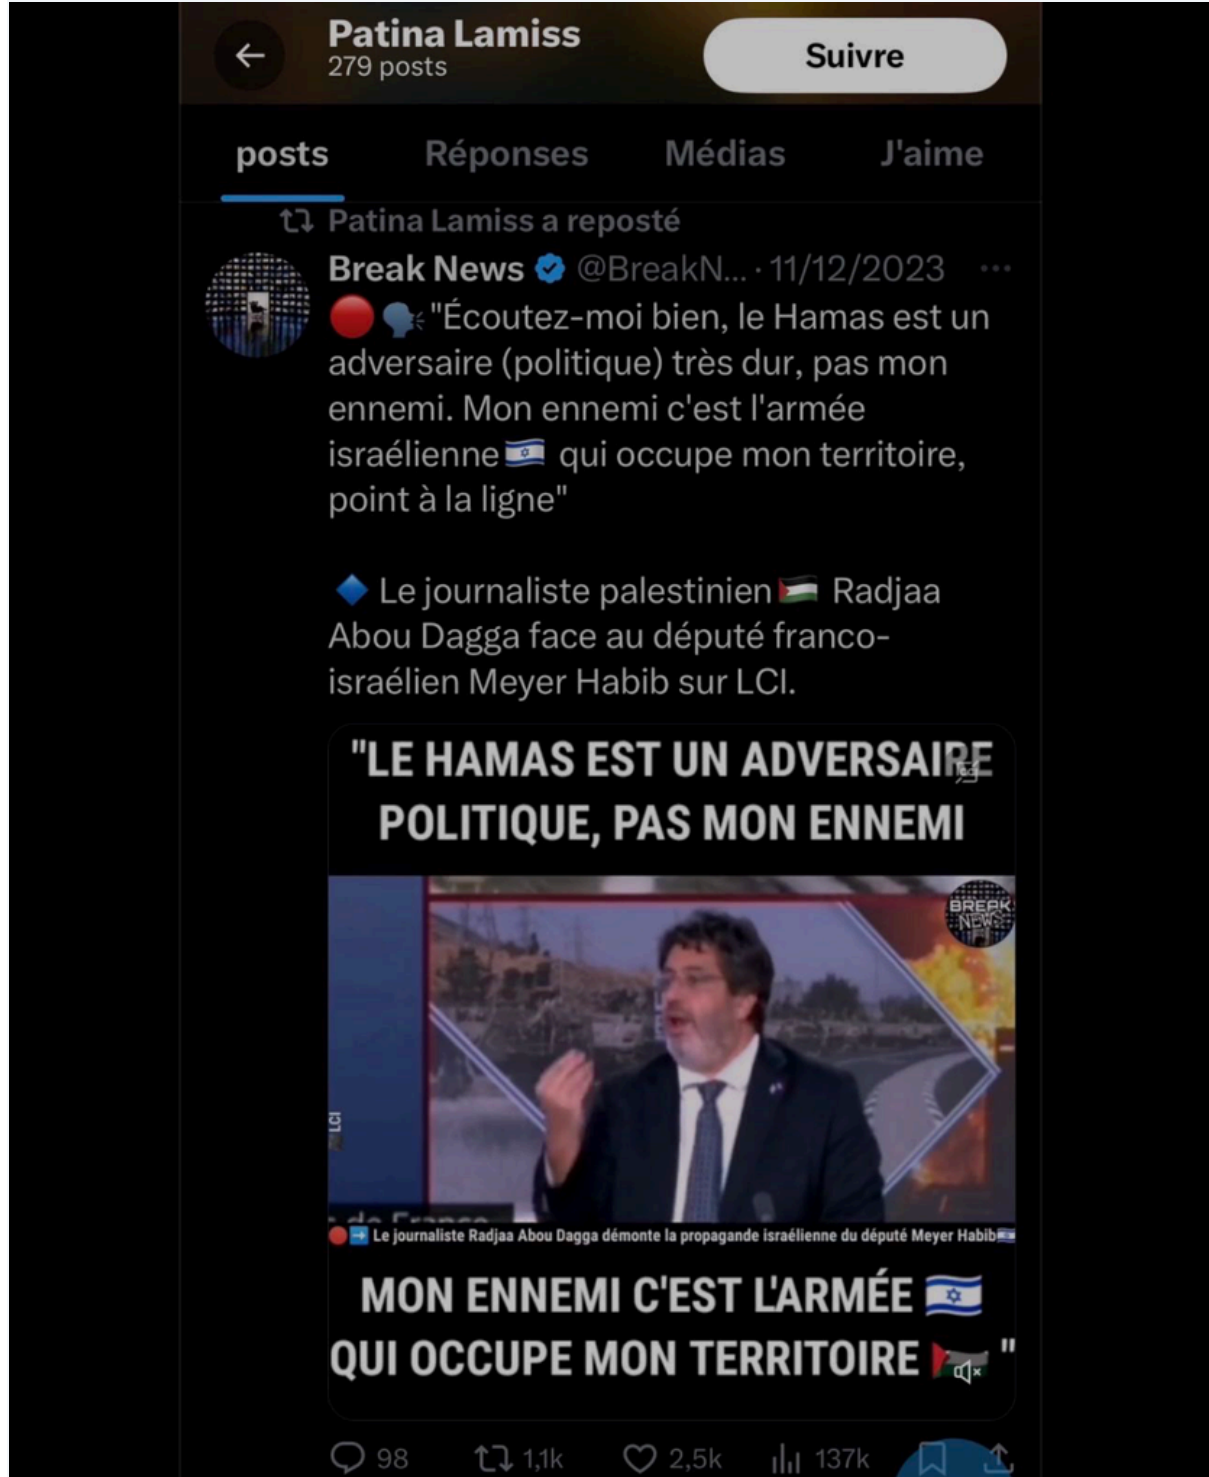 Patina Lamiss
279 posts
Suivre
posts Réponses Médias J'aime
Patina Lamiss a reposté
Break News @BreakN... · 11/12/2023
🔴🗣️"Écoutez-moi bien, le Hamas est un
adversaire (politique) très dur, pas mon
ennemi. Mon ennemi c'est l'armée
israélienne🇮🇱 qui occupe mon territoire,
point à la ligne"
🔷 Le journaliste palestinien🇵🇸 Radjaa
Abou Dagga face au député franco-
israélien Meyer Habib sur LCI.
"LE HAMAS EST UN ADVERSAIRE
POLITIQUE, PAS MON ENNEMI
BREAK
NEWS
LCI
de France
🔴➡️ Le journaliste Radjaa Abou Dagga démonte la propagande israélienne du député Meyer Habib🇮🇱
MON ENNEMI C'EST L'ARMÉE 🇮🇱
QUI OCCUPE MON TERRITOIRE 🇵🇸 "
98 1,1k 2,5k 137k